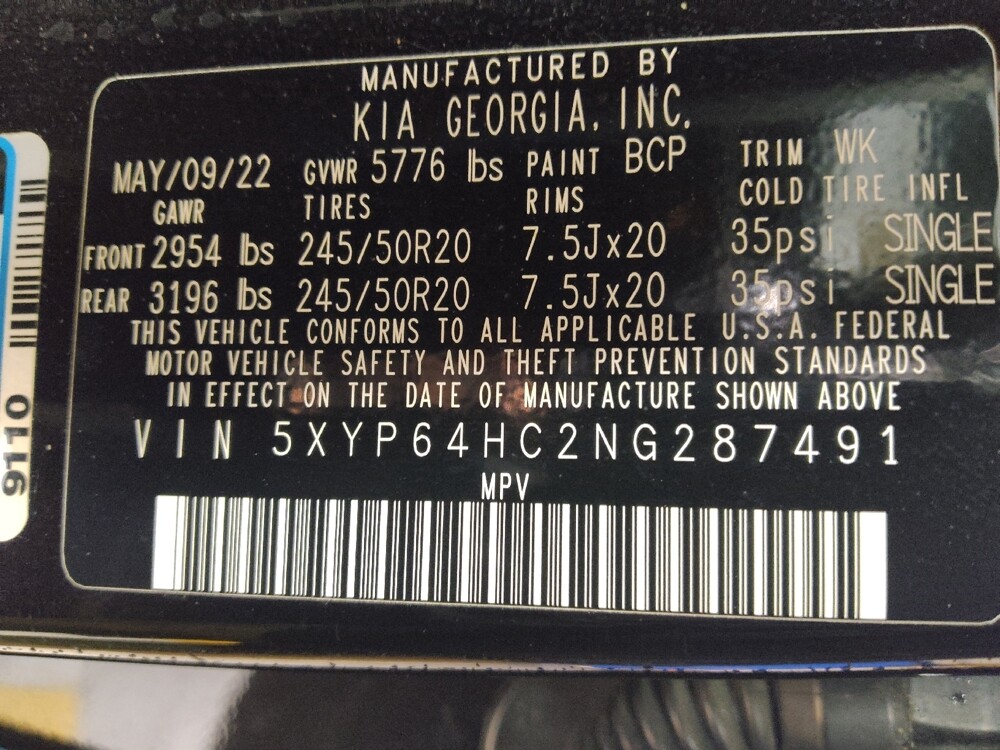 MANUFACTURED BY
KIA GEORGIA, INC.
MAY/09/22 GVWR 5776 lbs PAINT BCP TRIM WK
GAWR TIRES RIMS COLD TIRE INFL
FRONT 2954 lbs 245/50R20 7.5Jx20 35psi SINGLE
REAR 3196 lbs 245/50R20 7.5Jx20 35psi SINGLE
THIS VEHICLE CONFORMS TO ALL APPLICABLE U.S.A. FEDERAL
MOTOR VEHICLE SAFETY AND THEFT PREVENTION STANDARDS
IN EFFECT ON THE DATE OF MANUFACTURE SHOWN ABOVE
VIN 5XYP64HC2NG287491
MPV
9110